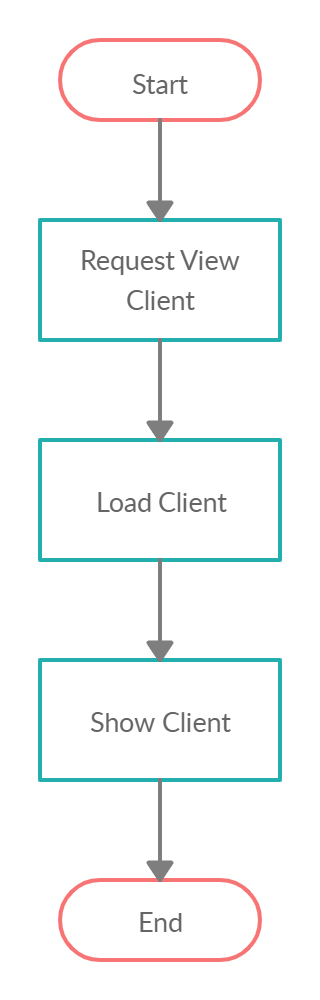 Start
Request View
Client
Load Client
Show Client
End